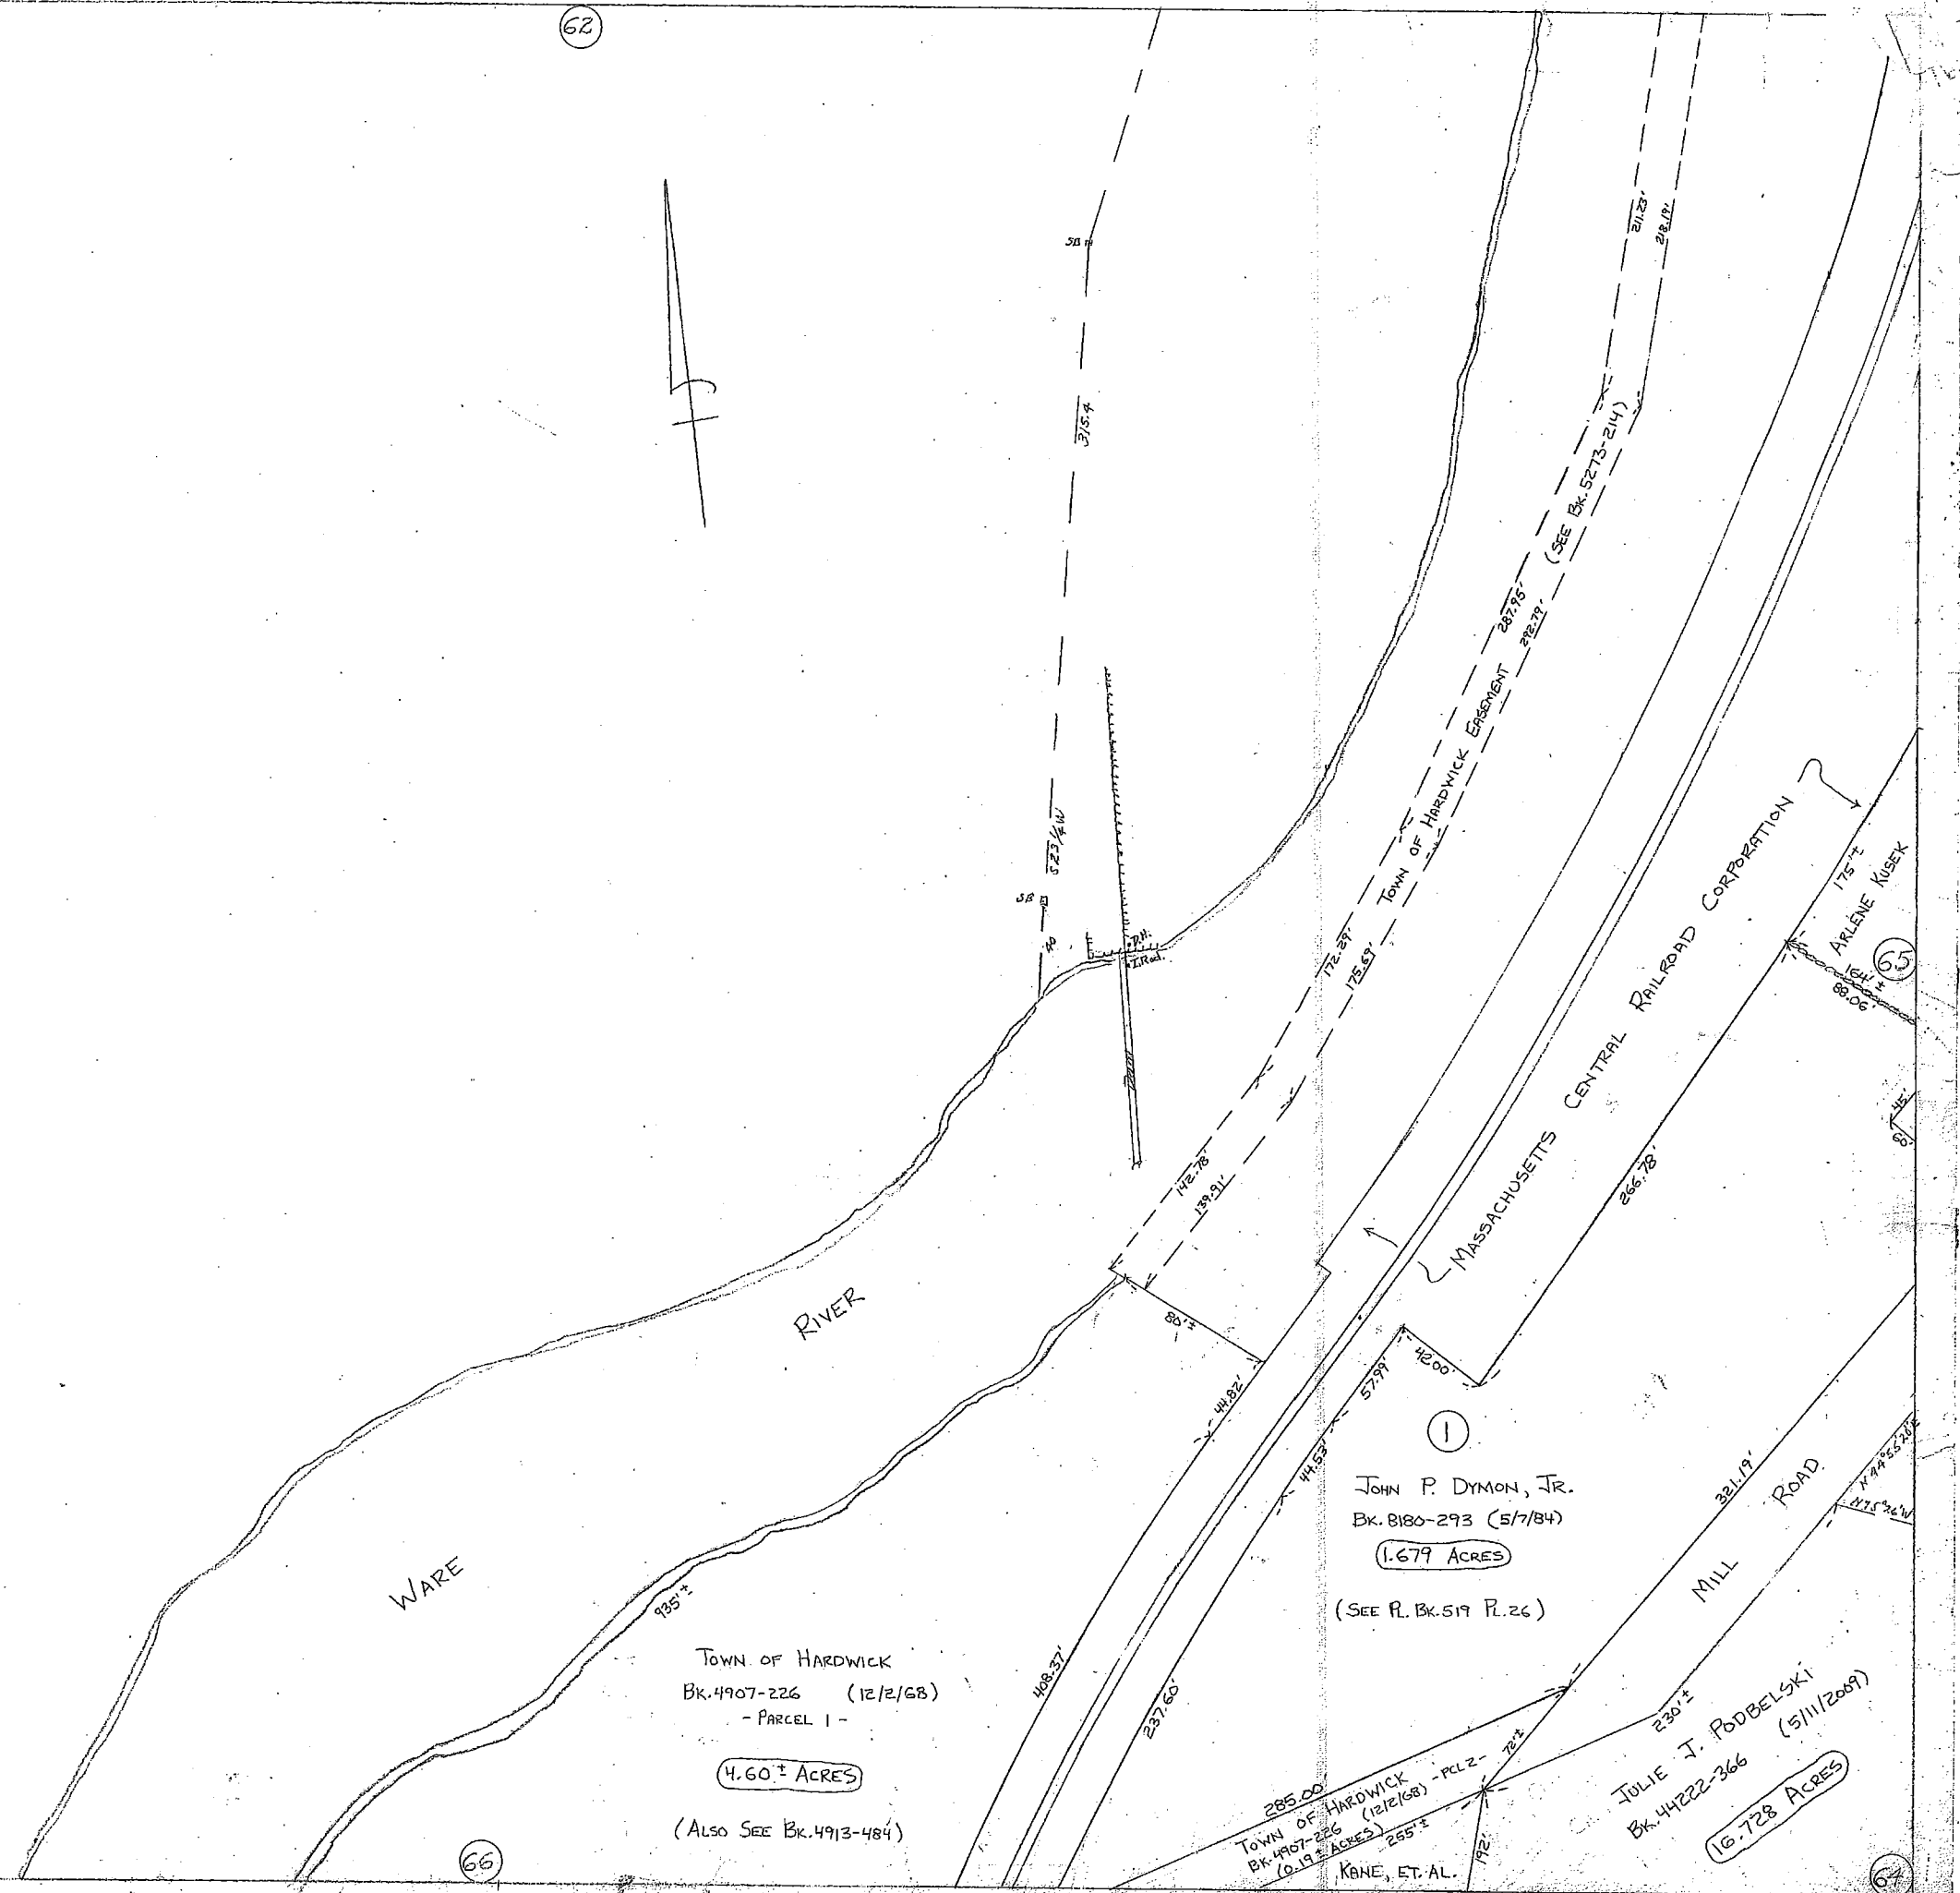 62
SB
211.23'
218.19'
315.4
(SEE BK.5273-214)
287.95'
292.79'
TOWN OF HARDWICK EASEMENT
S23 1/4 W
SB
40
D.H.
I.Rod.
Dam
172.29'
175.69'
MASSACHUSETTS CENTRAL RAILROAD CORPORATION
175'±
ARLENE KUSEK
65
164'±
88.06'
45'
60'
266.78'
142.78'
139.91'
RIVER
80'±
44.82'
57.99'
42.00'
44.53'
1
JOHN P. DYMON, JR.
BK.8180-293 (5/7/84)
1.679 ACRES
(SEE PL.BK.519 PL.26)
321.19'
MILL ROAD
N 44°55'20"E
WARE
935'±
TOWN OF HARDWICK
BK.4907-226 (12/2/68)
- PARCEL 1 -
4.60± ACRES
(ALSO SEE BK.4913-484)
408.37'
237.60'
285.00'
TOWN OF HARDWICK
BK.4907-226 (12/2/68) -PCL 2-
(0.19± ACRES)
72'±
255'±
KANE, ET. AL.
192'
230'±
JULIE J. PODBELSKI
BK.44222-366 (5/11/2009)
16.728 ACRES
66
64